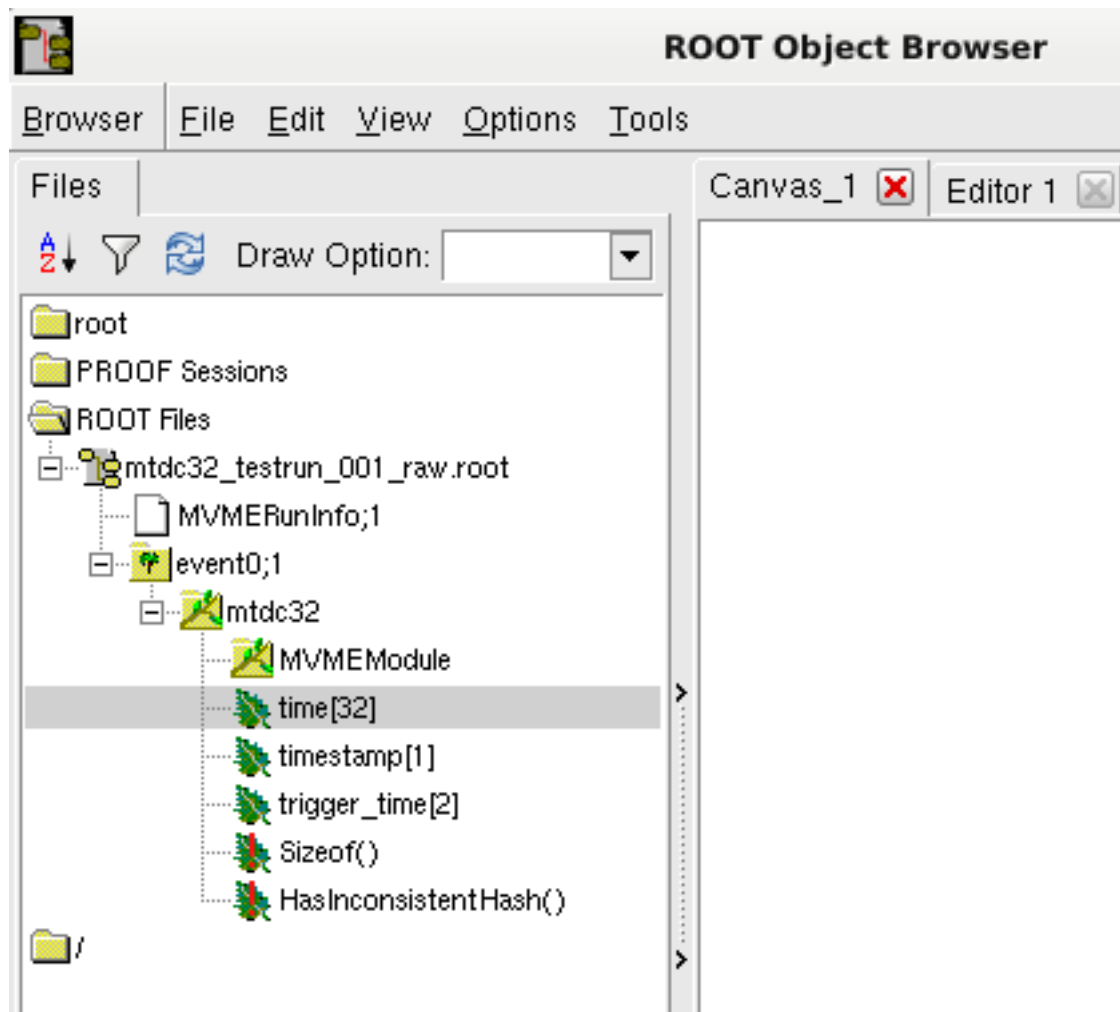 ROOT Object Browser
Browser File Edit View Options Tools
Files
Canvas_1 Editor 1
Draw Option:
root
PROOF Sessions
ROOT Files
mtdc32_testrun_001_raw.root
MVMERunInfo;1
event0;1
mtdc32
MVMEModule
time[32]
timestamp[1]
trigger_time[2]
Sizeof()
HasInconsistentHash()
/